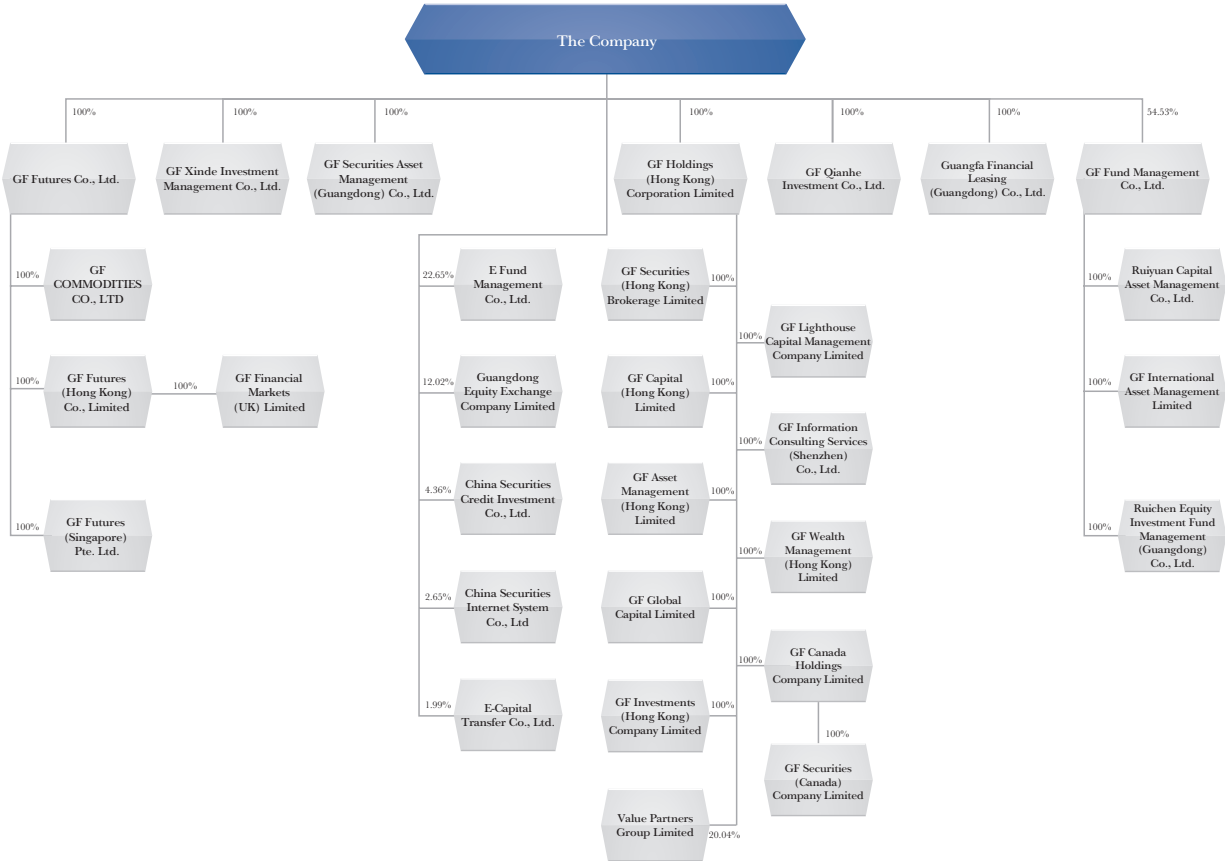 The Company
100%
100%
100%
100%
100%
100%
54.53%
GF Futures Co., Ltd.
GF Xinde Investment
Management Co., Ltd.
GF Securities Asset
Management
(Guangdong) Co., Ltd.
GF Holdings
(Hong Kong)
Corporation Limited
GF Qianhe
Investment Co., Ltd.
Guangfa Financial
Leasing
(Guangdong) Co., Ltd.
GF Fund Management
Co., Ltd.
100%
GF
COMMODITIES
CO., LTD
100%
GF Futures
(Hong Kong)
Co., Limited
100%
GF Financial
Markets
(UK) Limited
100%
GF Futures
(Singapore)
Pte. Ltd.
22.65%
E Fund
Management
Co., Ltd.
12.02%
Guangdong
Equity Exchange
Company Limited
4.36%
China Securities
Credit Investment
Co., Ltd.
2.65%
China Securities
Internet System
Co., Ltd
1.99%
E-Capital
Transfer Co., Ltd.
GF Securities
(Hong Kong)
Brokerage Limited
100%
GF Capital
(Hong Kong)
Limited
100%
GF Asset
Management
(Hong Kong)
Limited
100%
GF Global
Capital Limited
100%
GF Investments
(Hong Kong)
Company Limited
100%
Value Partners
Group Limited
20.04%
100%
GF Lighthouse
Capital Management
Company Limited
100%
GF Information
Consulting Services
(Shenzhen)
Co., Ltd.
100%
GF Wealth
Management
(Hong Kong)
Limited
100%
GF Canada
Holdings
Company Limited
100%
GF Securities
(Canada)
Company Limited
100%
Ruiyuan Capital
Asset Management
Co., Ltd.
100%
GF International
Asset Management
Limited
100%
Ruichen Equity
Investment Fund
Management
(Guangdong)
Co., Ltd.